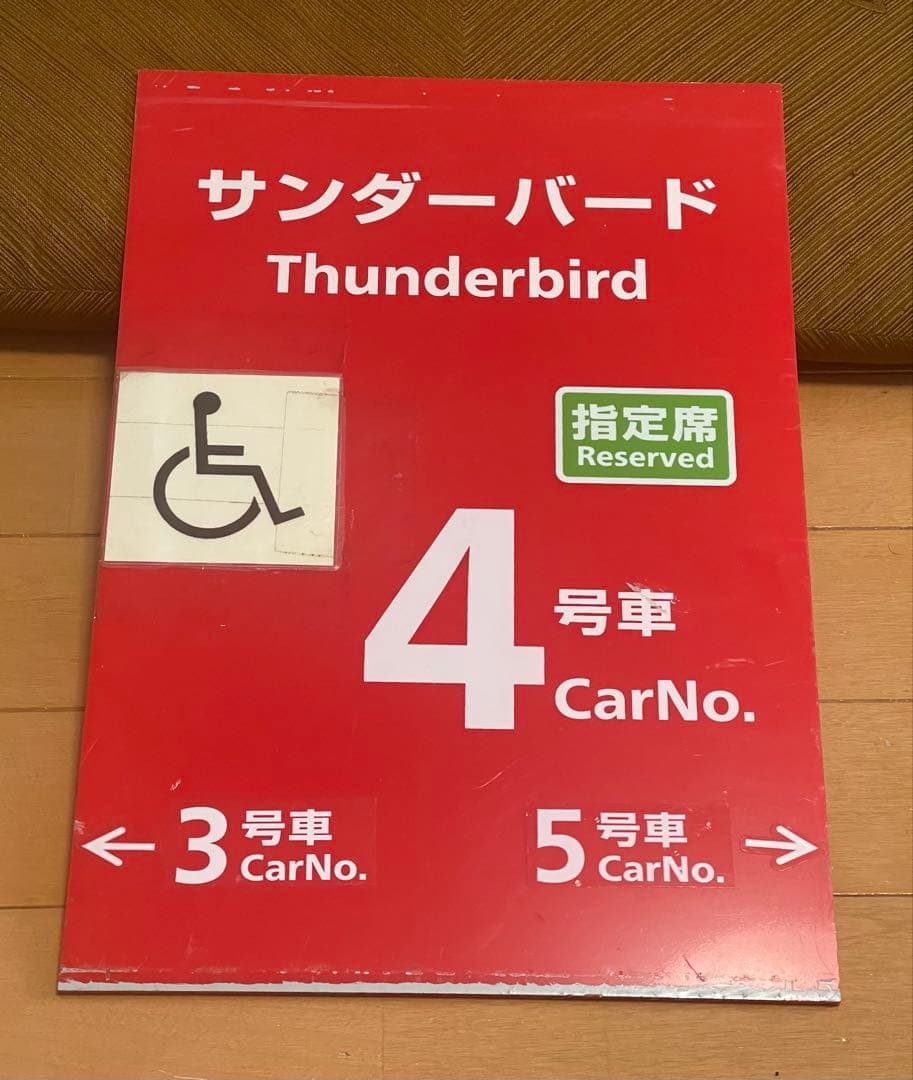 サンダーバード
Thunderbird
指定席
Reserved
4号車
CarNo.
← 3号車
CarNo.
5号車 →
CarNo.